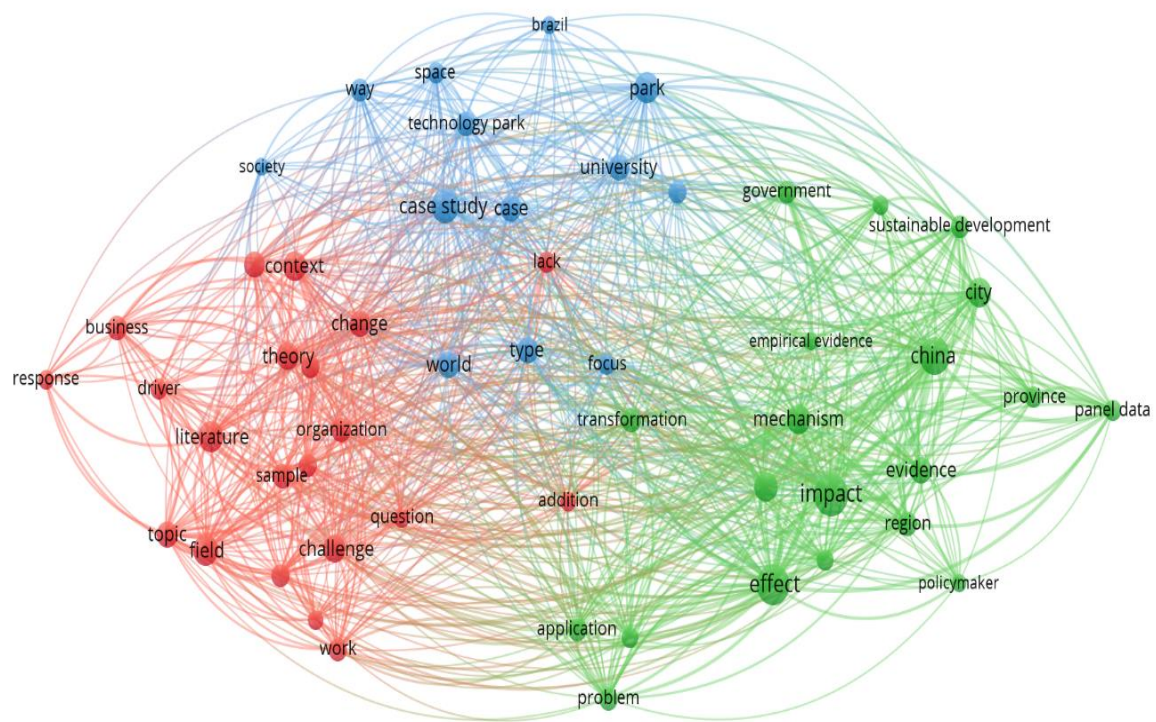 brazil
space
way
park
technology park
society
university
government
case study
case
sustainable development
lack
context
city
business
change
empirical evidence
theory
type
china
world
focus
response
driver
province
panel data
literature
organization
transformation
mechanism
sample
evidence
addition
impact
question
region
topic
field
challenge
effect
policymaker
application
work
problem